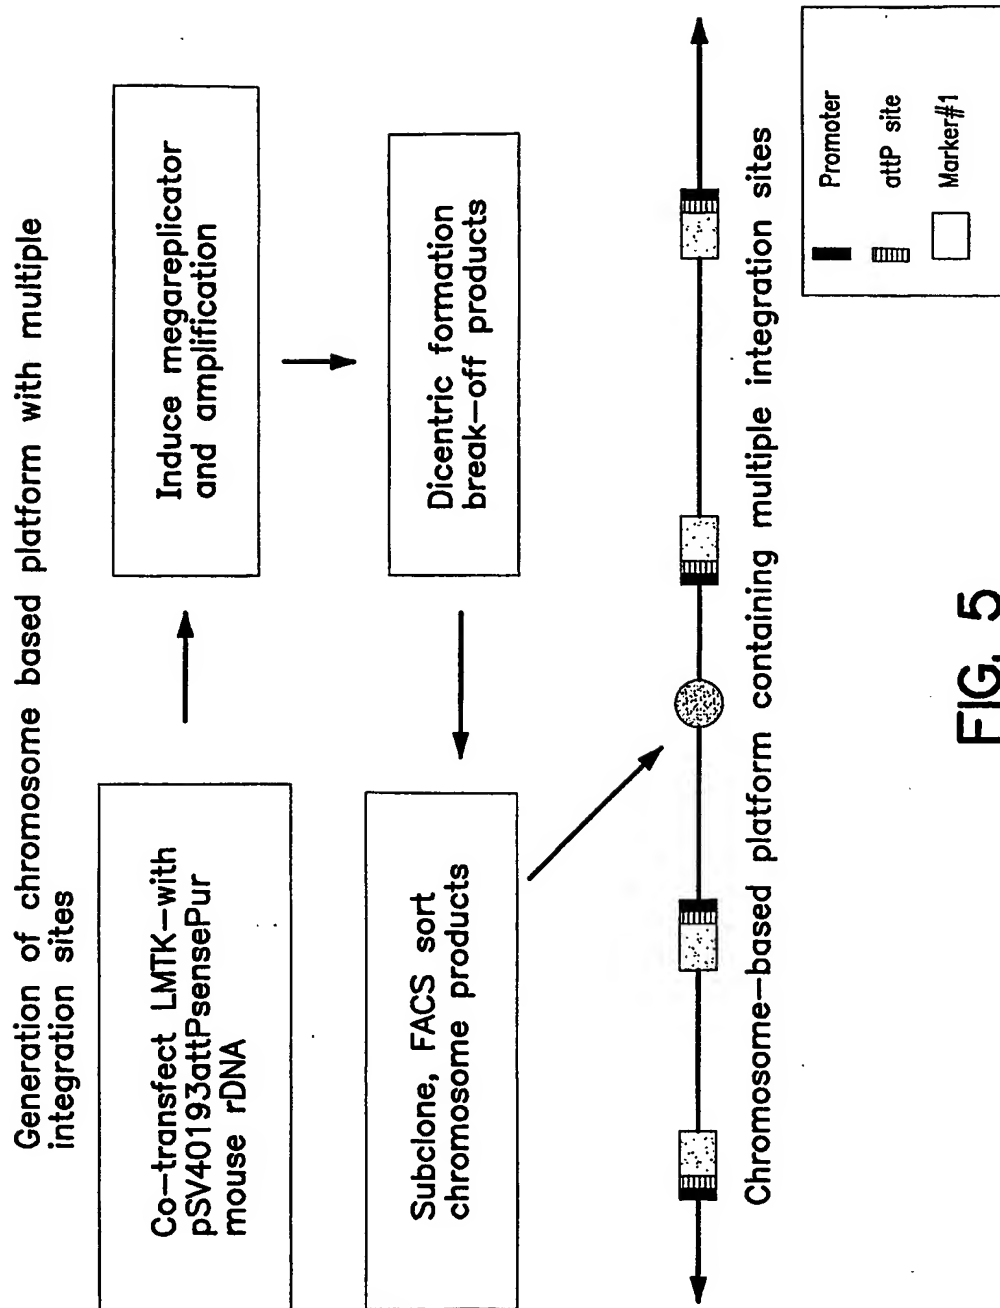 Generation of chromosome based platform with multiple
integration sites
Co-transfect LMTK-with
pSV40193attPsensePur
mouse rDNA
Induce megareplicator
and amplification
Dicentric formation
break-off products
Subclone, FACS sort
chromosome products
Chromosome-based platform containing multiple integration sites
Promoter
attP site
Marker#1
FIG. 5